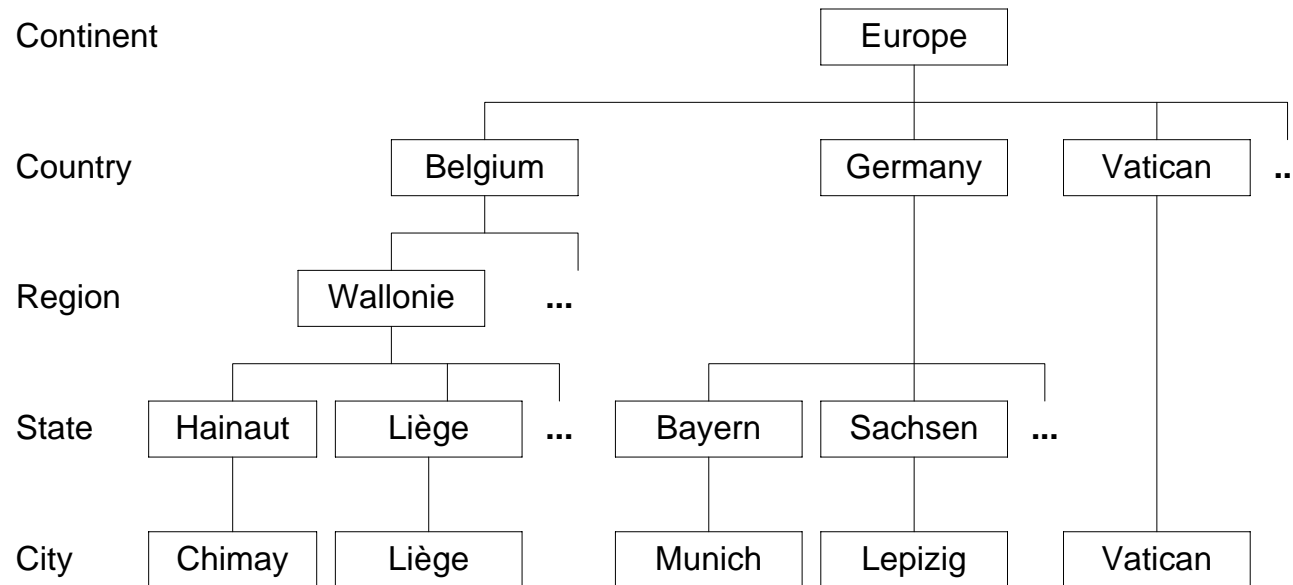 Continent Europe
Country Belgium Germany Vatican ..
Region Wallonie ...
State Hainaut Liège ... Bayern Sachsen ...
City Chimay Liège Munich Lepizig Vatican